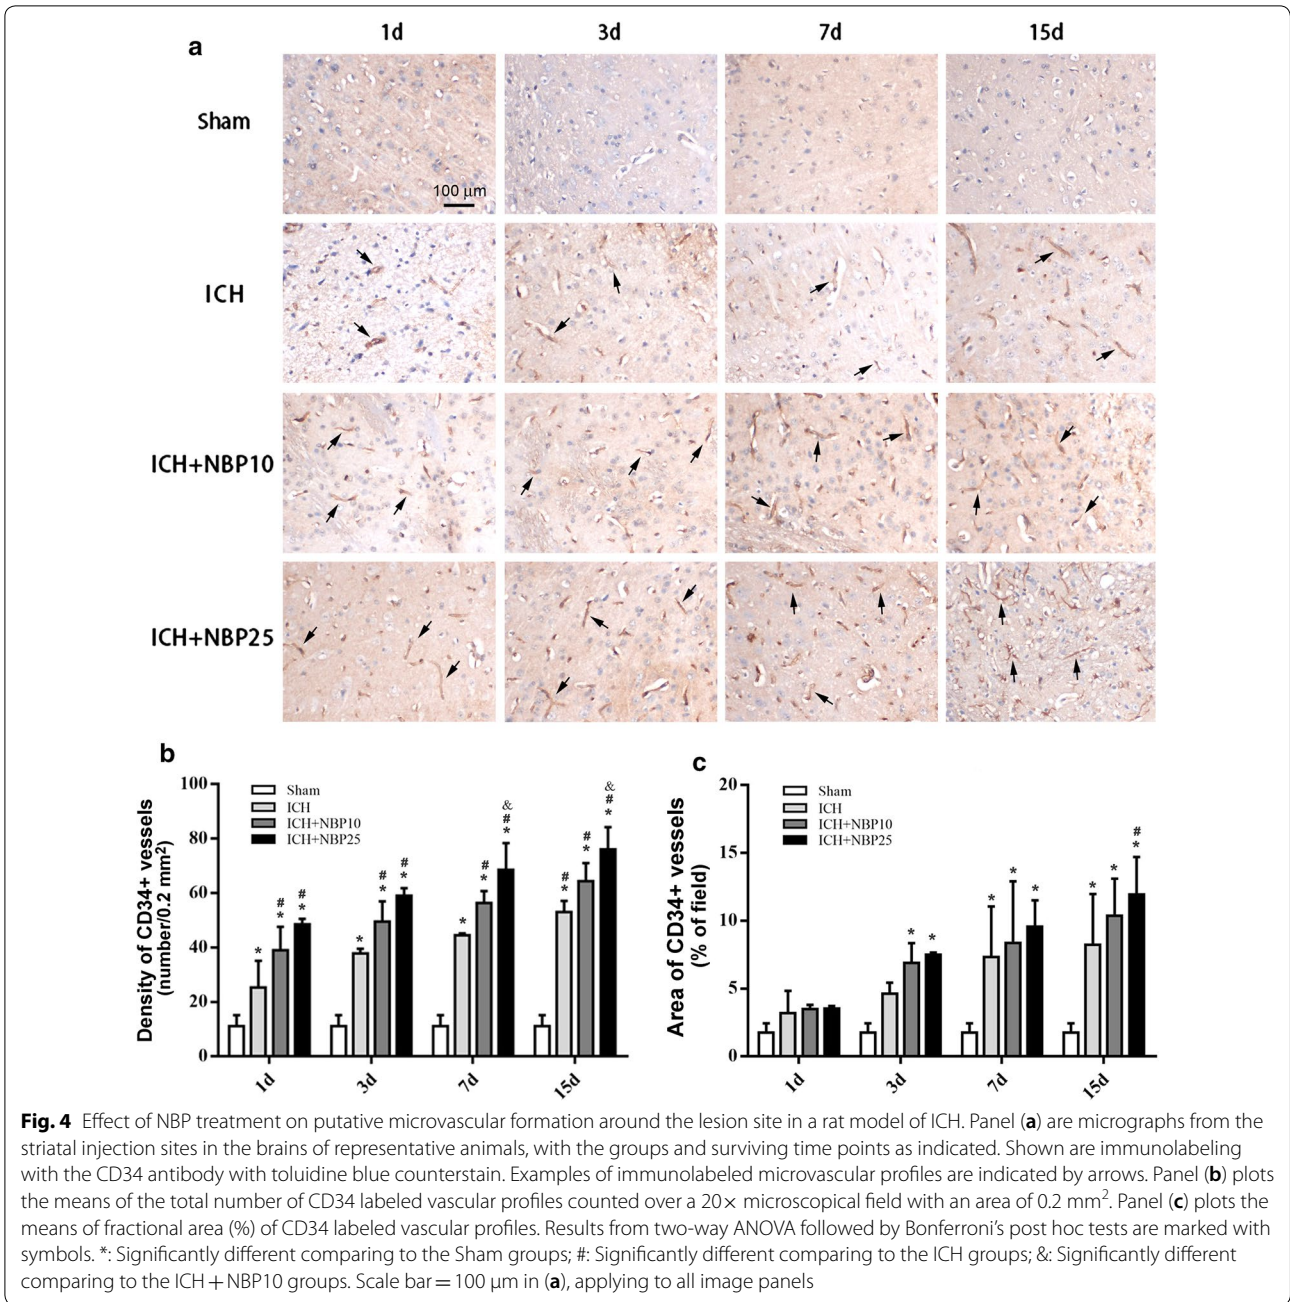 1d 3d 7d 15d
a
Sham
100 μm
ICH
ICH+NBP10
ICH+NBP25
b
Density of CD34+ vessels
(number/0.2 mm²)
100
80
60
40
20
0
Sham
ICH
ICH+NBP10
ICH+NBP25
* #* #*
* #* #*
* #* &#*
#* #* &#*
1d 3d 7d 15d
c
Area of CD34+ vessels
(% of field)
20
15
10
5
0
Sham
ICH
ICH+NBP10
ICH+NBP25
* *
* * *
* * #*
1d 3d 7d 15d
Fig. 4 Effect of NBP treatment on putative microvascular formation around the lesion site in a rat model of ICH. Panel (a) are micrographs from the
striatal injection sites in the brains of representative animals, with the groups and surviving time points as indicated. Shown are immunolabeling
with the CD34 antibody with toluidine blue counterstain. Examples of immunolabeled microvascular profiles are indicated by arrows. Panel (b) plots
the means of the total number of CD34 labeled vascular profiles counted over a 20× microscopical field with an area of 0.2 mm². Panel (c) plots the
means of fractional area (%) of CD34 labeled vascular profiles. Results from two-way ANOVA followed by Bonferroni’s post hoc tests are marked with
symbols. *: Significantly different comparing to the Sham groups; #: Significantly different comparing to the ICH groups; &: Significantly different
comparing to the ICH + NBP10 groups. Scale bar = 100 μm in (a), applying to all image panels